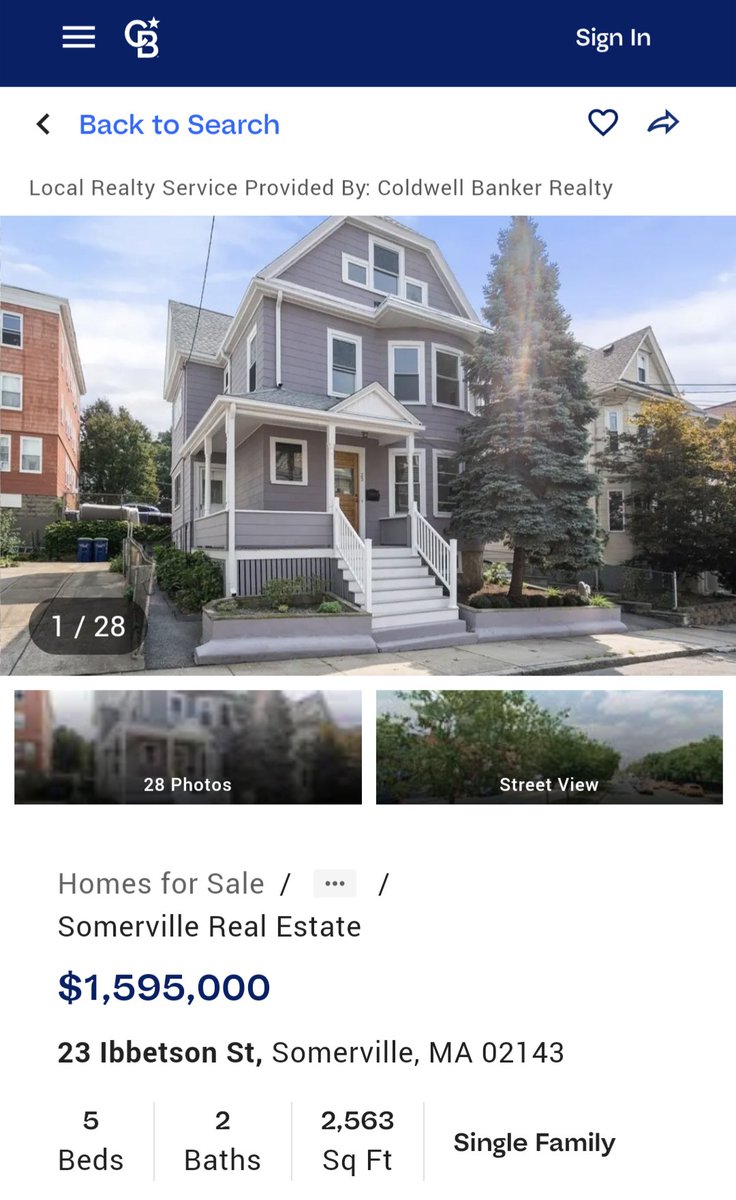 CB
Sign In
Back to Search
Local Realty Service Provided By: Coldwell Banker Realty
1 / 28
28 Photos
Street View
Homes for Sale / ••• /
Somerville Real Estate
$1,595,000
23 Ibbetson St, Somerville, MA 02143
5 2 2,563
Single Family
Beds Baths Sq Ft